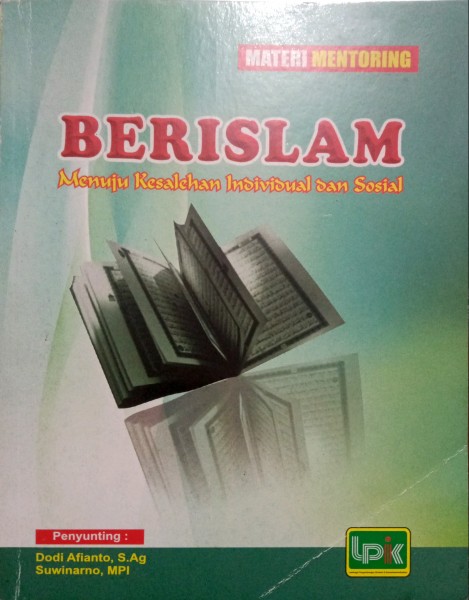 MATERI MENTORING
BERISLAM
Menuju Kesalehan Individual dan Sosial
Penyunting :
Dodi Afianto, S.Ag
Suwinarno, MPI
lpik